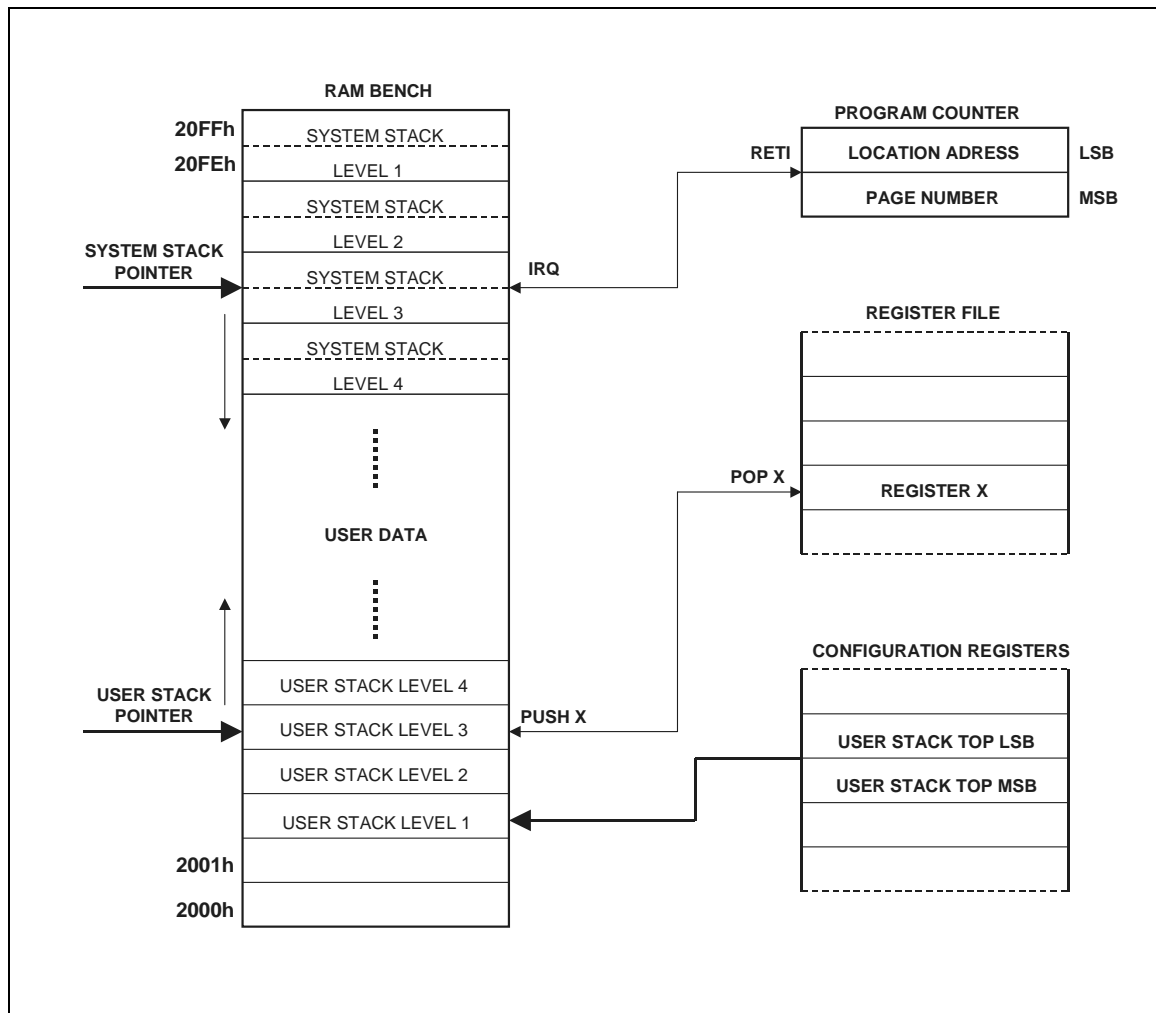 RAM BENCH
20FFh
SYSTEM STACK
20FEh
LEVEL 1
SYSTEM STACK
LEVEL 2
SYSTEM STACK
POINTER
SYSTEM STACK
LEVEL 3
SYSTEM STACK
LEVEL 4
USER DATA
USER STACK LEVEL 4
USER STACK
POINTER
USER STACK LEVEL 3
USER STACK LEVEL 2
USER STACK LEVEL 1
2001h
2000h
IRQ
RETI
PROGRAM COUNTER
LOCATION ADRESS
LSB
PAGE NUMBER
MSB
REGISTER FILE
POP X
REGISTER X
PUSH X
CONFIGURATION REGISTERS
USER STACK TOP LSB
USER STACK TOP MSB